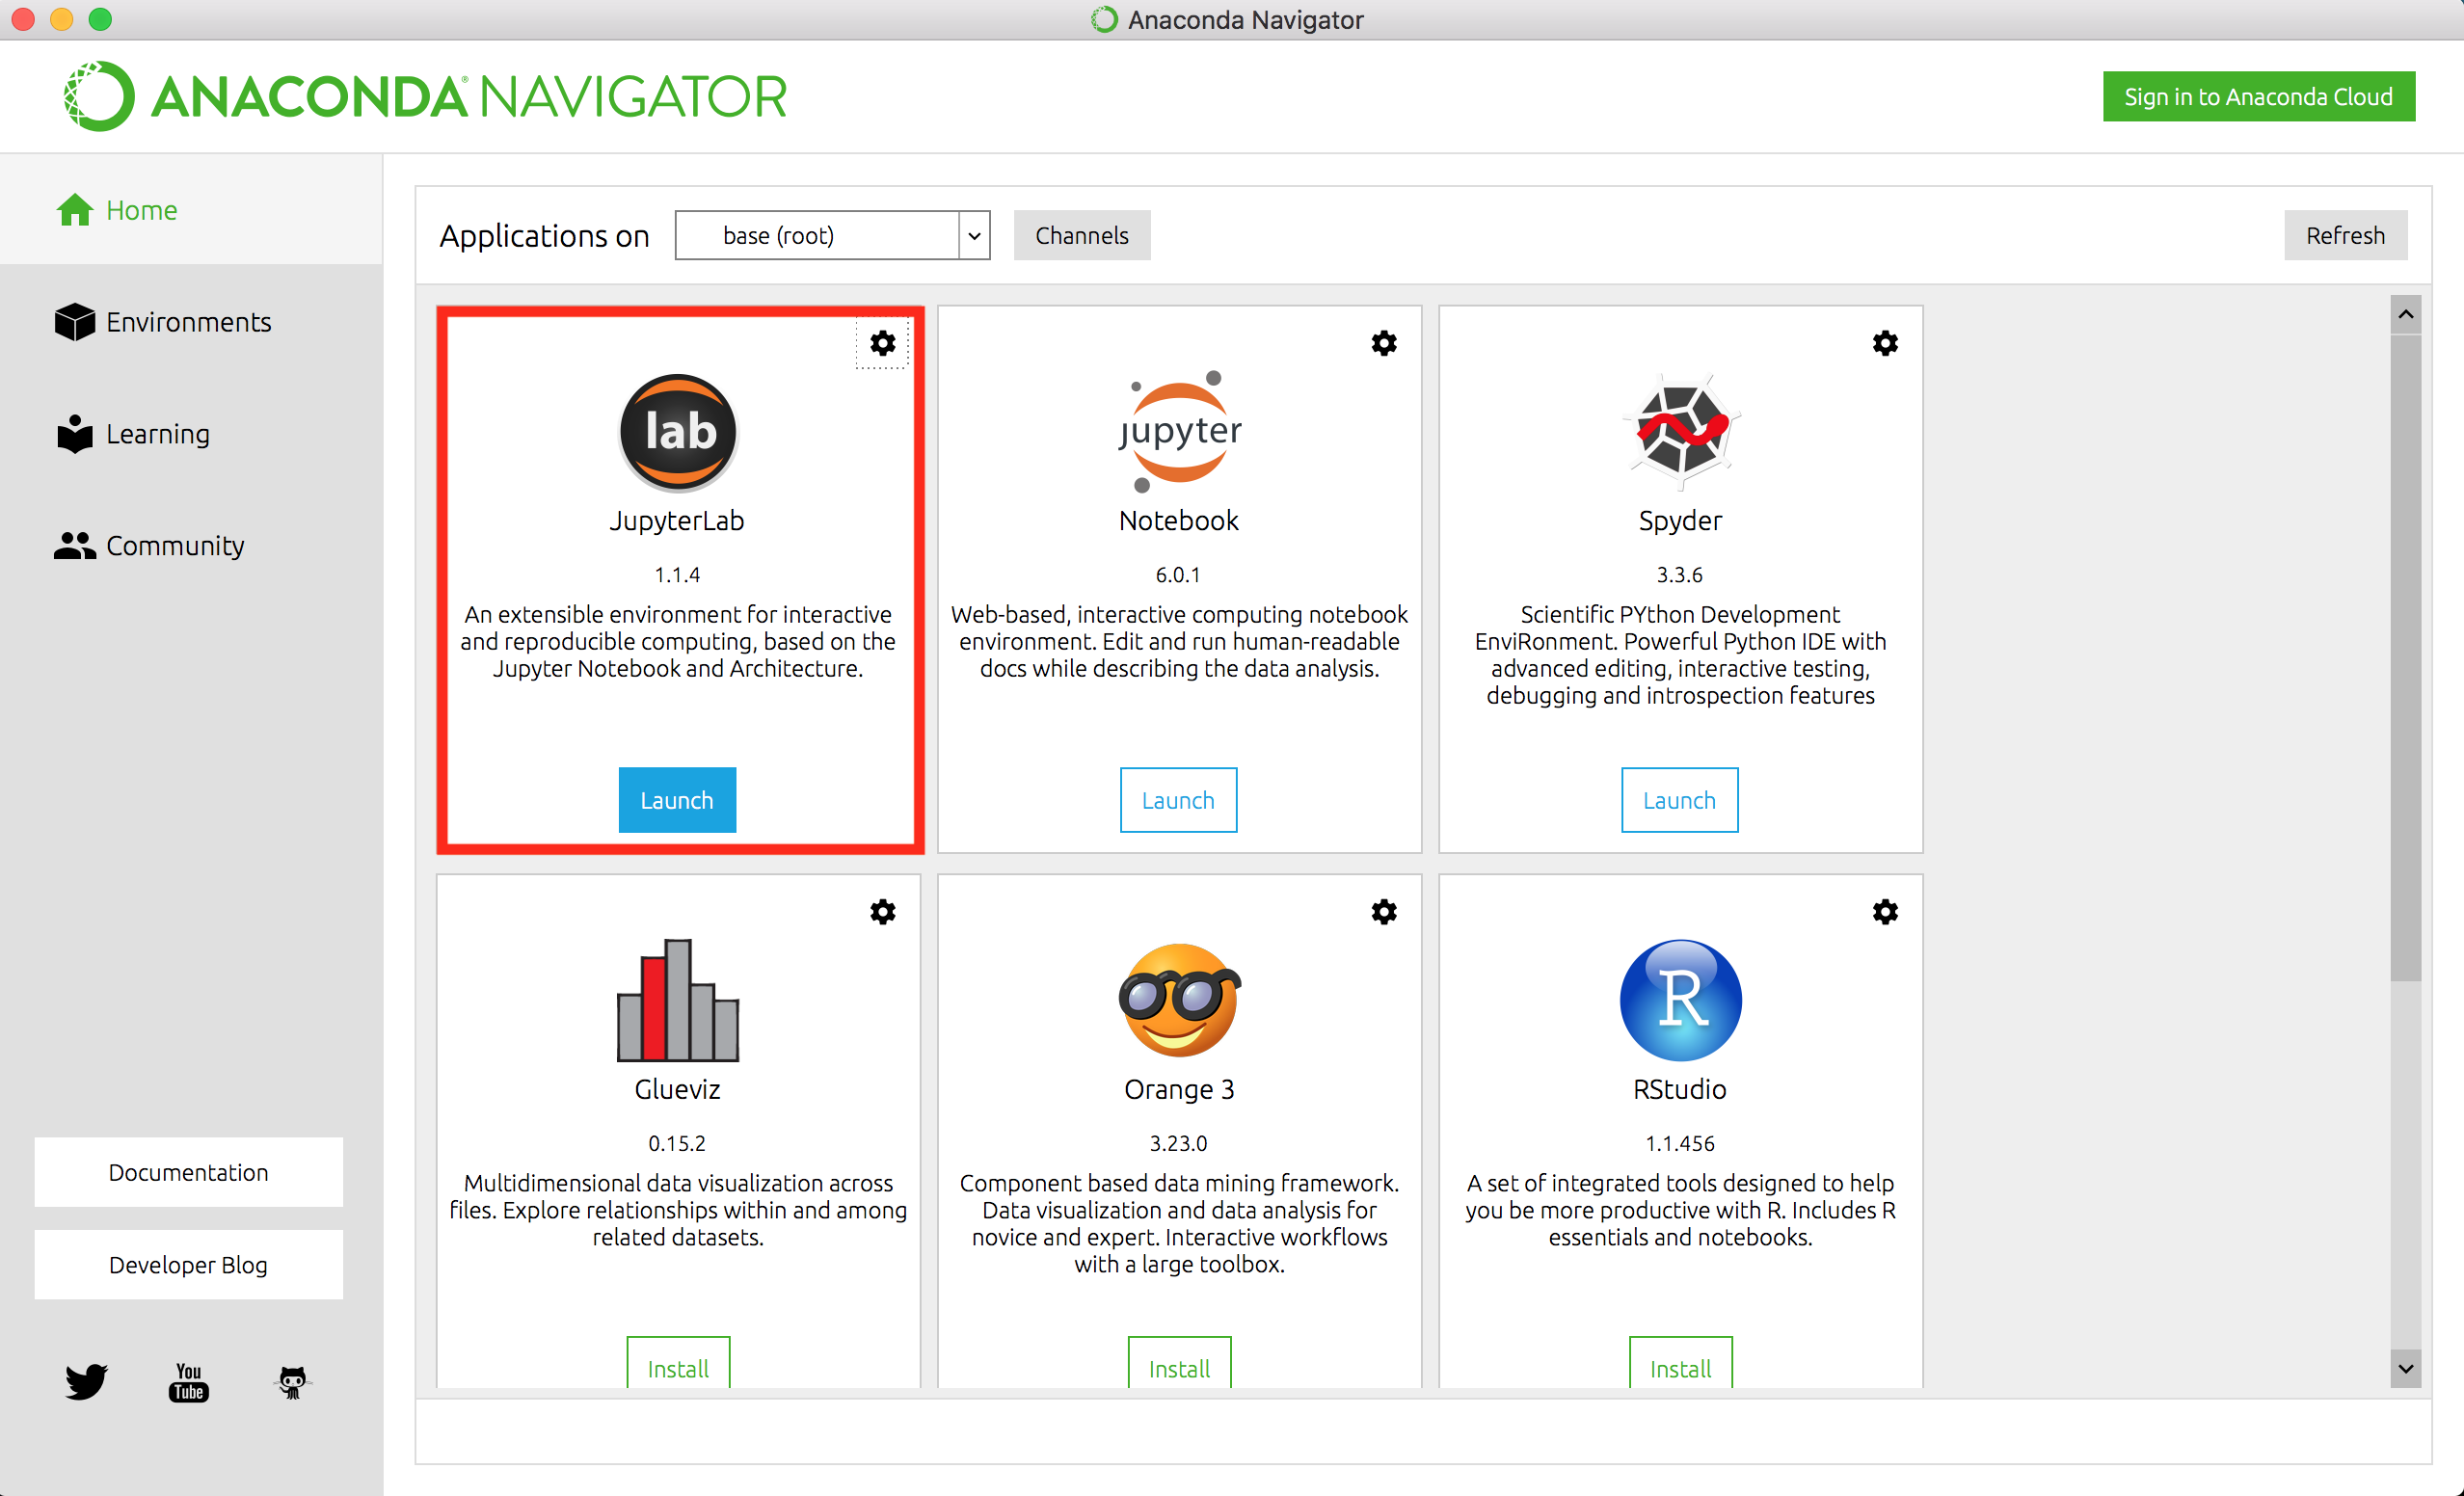 Anaconda Navigator
ANACONDA® NAVIGATOR
Sign in to Anaconda Cloud
Home
Environments
Learning
Community
Documentation
Developer Blog
You
Tube
Applications on
base (root)
Channels
Refresh
lab
JupyterLab
1.1.4
An extensible environment for interactive
and reproducible computing, based on the
Jupyter Notebook and Architecture.
Launch
jupyter
Notebook
6.0.1
Web-based, interactive computing notebook
environment. Edit and run human-readable
docs while describing the data analysis.
Launch
Spyder
3.3.6
Scientific PYthon Development
EnviRonment. Powerful Python IDE with
advanced editing, interactive testing,
debugging and introspection features
Launch
Glueviz
0.15.2
Multidimensional data visualization across
files. Explore relationships within and among
related datasets.
Install
Orange 3
3.23.0
Component based data mining framework.
Data visualization and data analysis for
novice and expert. Interactive workflows
with a large toolbox.
Install
R
RStudio
1.1.456
A set of integrated tools designed to help
you be more productive with R. Includes R
essentials and notebooks.
Install